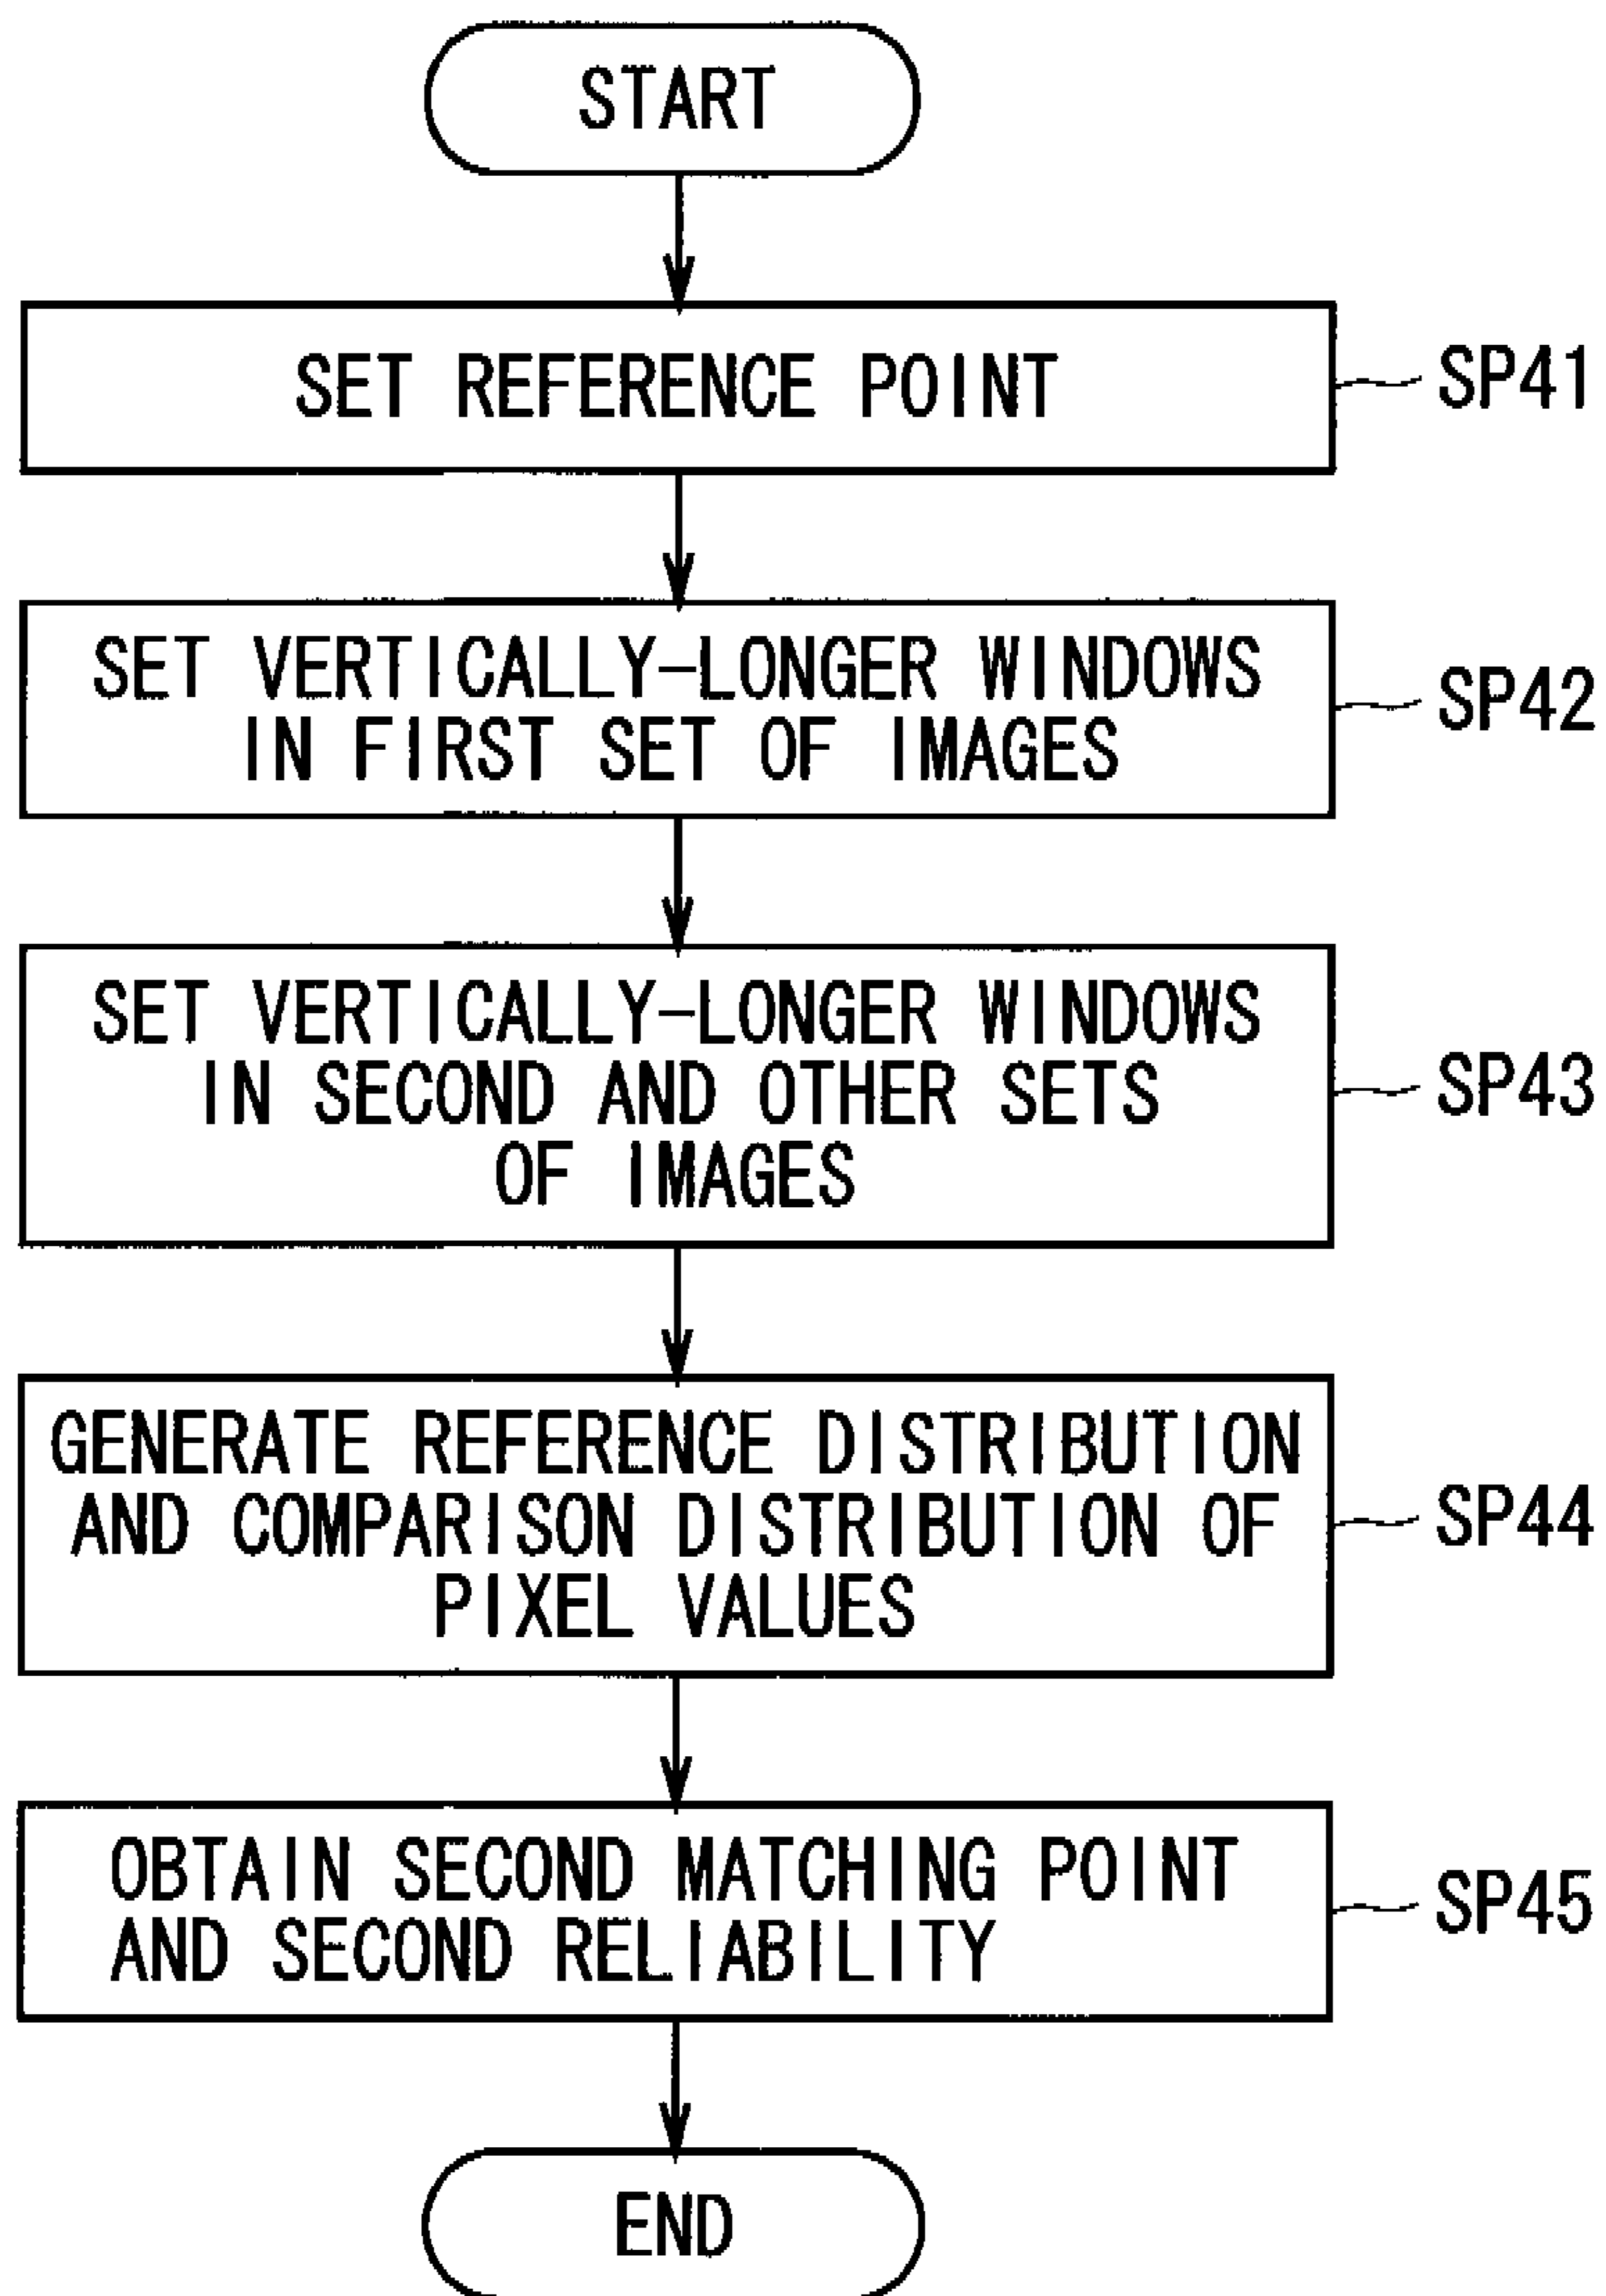 START
SET REFERENCE POINT
SP41
SET VERTICALLY-LONGER WINDOWS
IN FIRST SET OF IMAGES
SP42
SET VERTICALLY-LONGER WINDOWS
IN SECOND AND OTHER SETS
OF IMAGES
SP43
GENERATE REFERENCE DISTRIBUTION
AND COMPARISON DISTRIBUTION OF
PIXEL VALUES
SP44
OBTAIN SECOND MATCHING POINT
AND SECOND RELIABILITY
SP45
END